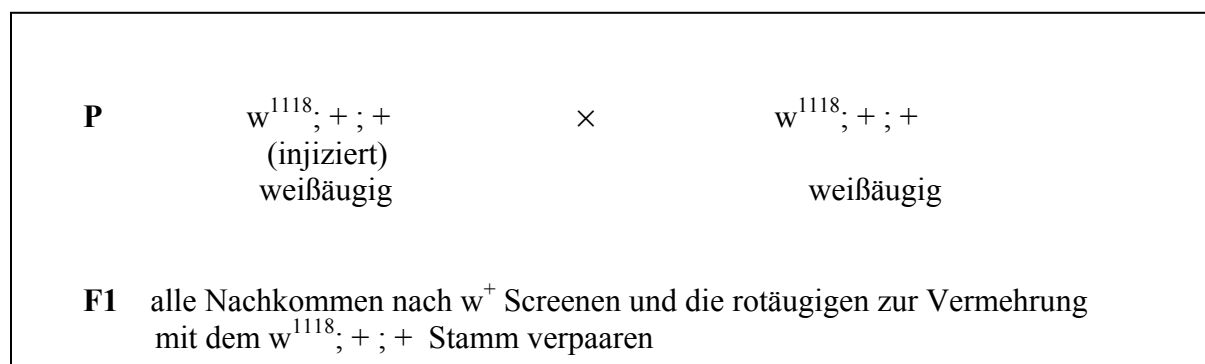 P w¹¹¹⁸; + ; + × w¹¹¹⁸; + ; +
(injiziert)
weißäugig weißäugig
F1 alle Nachkommen nach w⁺ Screenen und die rotäugigen zur Vermehrung
mit dem w¹¹¹⁸; + ; + Stamm verpaaren